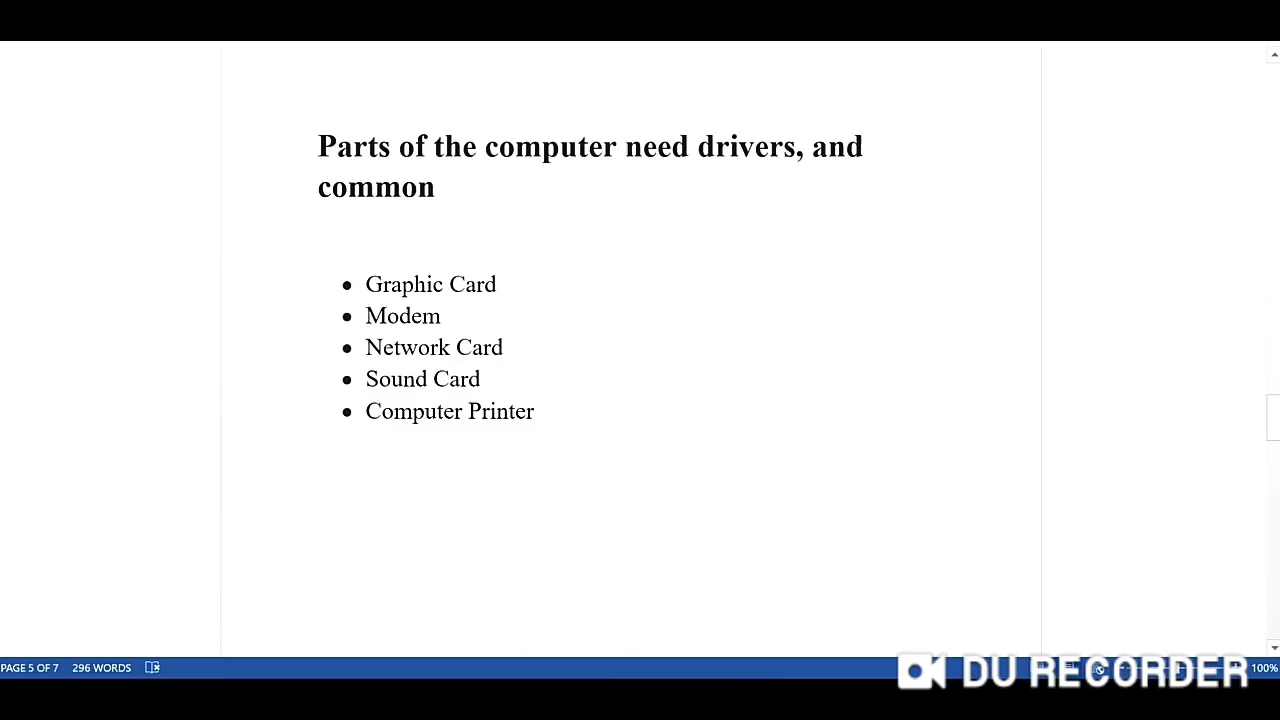 Parts of the computer need drivers, and
common
• Graphic Card
• Modem
• Network Card
• Sound Card
• Computer Printer
PAGE 5 OF 7 296 WORDS 100%
DU RECORDER